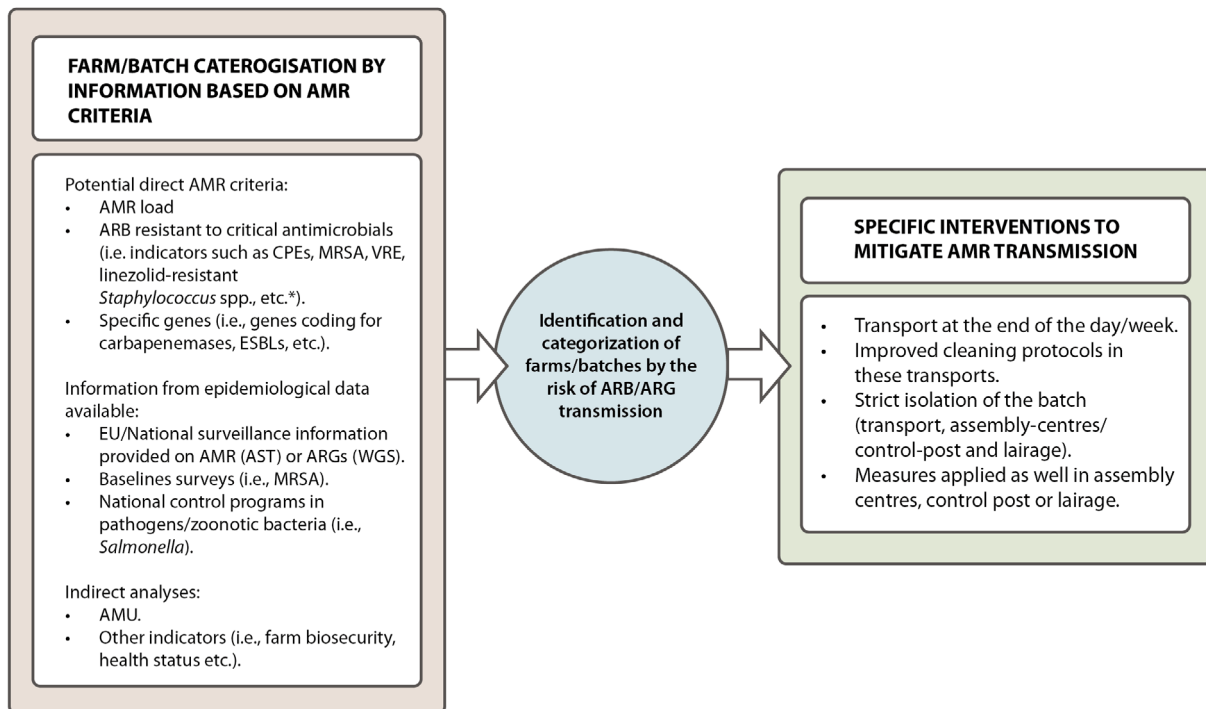 FARM/BATCH CATEROGISATION BY
INFORMATION BASED ON AMR
CRITERIA
Potential direct AMR criteria:
• AMR load
• ARB resistant to critical antimicrobials
(i.e. indicators such as CPEs, MRSA, VRE,
linezolid-resistant
Staphylococcus spp., etc.*).
• Specific genes (i.e., genes coding for
carbapenemases, ESBLs, etc.).
Information from epidemiological data
available:
• EU/National surveillance information
provided on AMR (AST) or ARGs (WGS).
• Baselines surveys (i.e., MRSA).
• National control programs in
pathogens/zoonotic bacteria (i.e.,
Salmonella).
Indirect analyses:
• AMU.
• Other indicators (i.e., farm biosecurity,
health status etc.).
Identification and
categorization of
farms/batches by the
risk of ARB/ARG
transmission
SPECIFIC INTERVENTIONS TO
MITIGATE AMR TRANSMISSION
• Transport at the end of the day/week.
• Improved cleaning protocols in
these transports.
• Strict isolation of the batch
(transport, assembly-centres/
control-post and lairage).
• Measures applied as well in assembly
centres, control post or lairage.